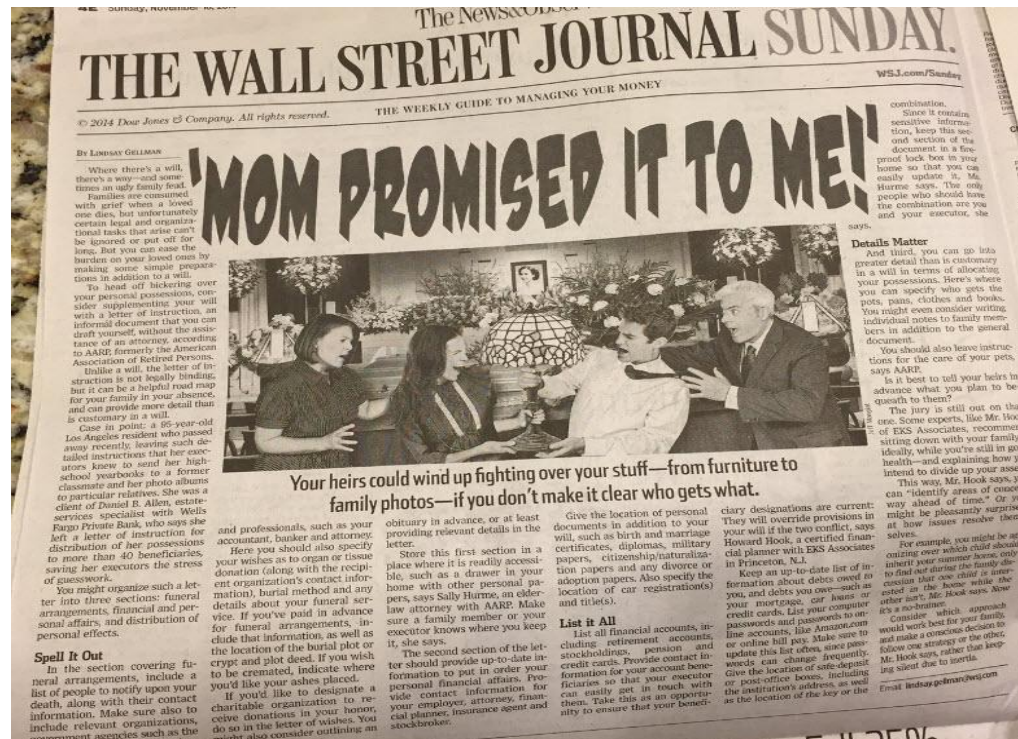 4E Sunday, November
The News&Obser
THE WALL STREET JOURNAL SUNDAY.
© 2014 Dow Jones & Company. All rights reserved.
THE WEEKLY GUIDE TO MANAGING YOUR MONEY
WSJ.com/Sunday
'MOM PROMISED IT TO ME!'
BY LINDSAY GELLMAN
Where there's a will,
there's a way—and some-
times an ugly family feud.
Families are consumed
with grief when a loved
one dies, but unfortunately
certain legal and organiza-
tional tasks that arise can't
be ignored or put off for
long. But you can ease the
burden on your loved ones by
making some simple prepara-
tions in addition to a will.
To head off bickering over
your personal possessions, con-
sider supplementing your will
with a letter of instruction, an
informal document that you can
draft yourself, without the assis-
tance of an attorney, according
to AARP, formerly the American
Association of Retired Persons.
Unlike a will, the letter of in-
struction is not legally binding,
but it can be a helpful road map
for your family in your absence,
and can provide more detail than
is customary in a will.
Case in point: a 95-year-old
Los Angeles resident who passed
away recently, leaving such de-
tailed instructions that her exec-
utors knew to send her high-
school yearbooks to a former
classmate and her photo albums
to particular relatives. She was a
client of Daniel B. Allen, estate-
services specialist with Wells
Fargo Private Bank, who says she
left a letter of instruction for
distribution of her possessions
to more than 40 beneficiaries,
saving her executors the stress
of guesswork.
You might organize such a let-
ter into three sections: funeral
arrangements, financial and per-
sonal affairs, and distribution of
personal effects.
Spell It Out
In the section covering fu-
neral arrangements, include a
list of people to notify upon your
death, along with their contact
information. Make sure also to
include relevant organizations,
government agencies such as the
Your heirs could wind up fighting over your stuff—from furniture to
family photos—if you don't make it clear who gets what.
and professionals, such as your
accountant, banker and attorney.
Here you should also specify
your wishes as to organ or tissue
donation (along with the recipi-
ent organization's contact infor-
mation), burial method and any
details about your funeral ser-
vice. If you've paid in advance
for funeral arrangements, in-
clude that information, as well as
the location of the burial plot or
crypt and plot deed. If you wish
to be cremated, indicate where
you'd like your ashes placed.
If you'd like to designate a
charitable organization to re-
ceive donations in your honor,
do so in the letter of wishes. You
might also consider outlining an
obituary in advance, or at least
providing relevant details in the
letter.
Store this first section in a
place where it is readily accessi-
ble, such as a drawer in your
home with other personal pa-
pers, says Sally Hurme, an elder-
law attorney with AARP. Make
sure a family member or your
executor knows where you keep
it, she says.
The second section of the let-
ter should provide up-to-date in-
formation to put in order your
personal financial affairs. Pro-
vide contact information for
your employer, attorney, finan-
cial planner, insurance agent and
stockbroker.
Give the location of personal
documents in addition to your
will, such as birth and marriage
certificates, diplomas, military
papers, citizenship/naturaliza-
tion papers and any divorce or
adoption papers. Also specify the
location of car registration(s)
and title(s).
List it All
List all financial accounts, in-
cluding retirement accounts,
stockholdings, pension and
credit cards. Provide contact in-
formation for your account bene-
ficiaries so that your executor
can easily get in touch with
them. Take this as an opportu-
nity to ensure that your benefi-
ciary designations are current:
They will override provisions in
your will if the two conflict, says
Howard Hook, a certified finan-
cial planner with EKS Associates
in Princeton, N.J.
Keep an up-to-date list of in-
formation about debts owed to
you, and debts you owe—such as
your mortgage, car loans or
credit cards. List your computer
passwords and passwords to on-
line accounts, like Amazon.com
or online bill pay. Make sure to
update this list often, since pass-
words can change frequently.
Give the location of safe-deposit
or post-office boxes, including
the institution's address, as well
as the location of the key or the
combination.
Since it contains
sensitive informa-
tion, keep this sec-
ond section of the
document in a fire-
proof lock box in your
home so that you can
easily update it, Ms.
Hurme says. The only
people who should have
the combination are you
and your executor, she
says.
Details Matter
And third, you can go into
greater detail than is customary
in a will in terms of allocating
your possessions. Here's where
you can specify who gets the
pots, pans, clothes and books.
You might even consider writing
individual notes to family mem-
bers in addition to the general
document.
You should also leave instruc-
tions for the care of your pets,
says AARP.
Is it best to tell your heirs in
advance what you plan to be-
queath to them?
The jury is still out on tha
one. Some experts, like Mr. Hoo
of EKS Associates, recommen
sitting down with your family
ideally, while you're still in go
health—and explaining how y
intend to divide up your asse
This way, Mr. Hook says, y
can "identify areas of conce
way ahead of time." Or y
might be pleasantly surpris
at how issues resolve them
selves.
For example, you might be ag
onizing over which child should
inherit your summer home, only
to find out during the family dis-
cussion that one child is inter-
ested in the home while the
other isn't, Mr. Hook says. Now
it's a no-brainer.
Consider which approach
would work best for your family,
and make a conscious decision to
follow one strategy or the other,
Mr. Hook says, rather than keep-
ing silent due to inertia.
Email lindsay.gellman@wsj.com